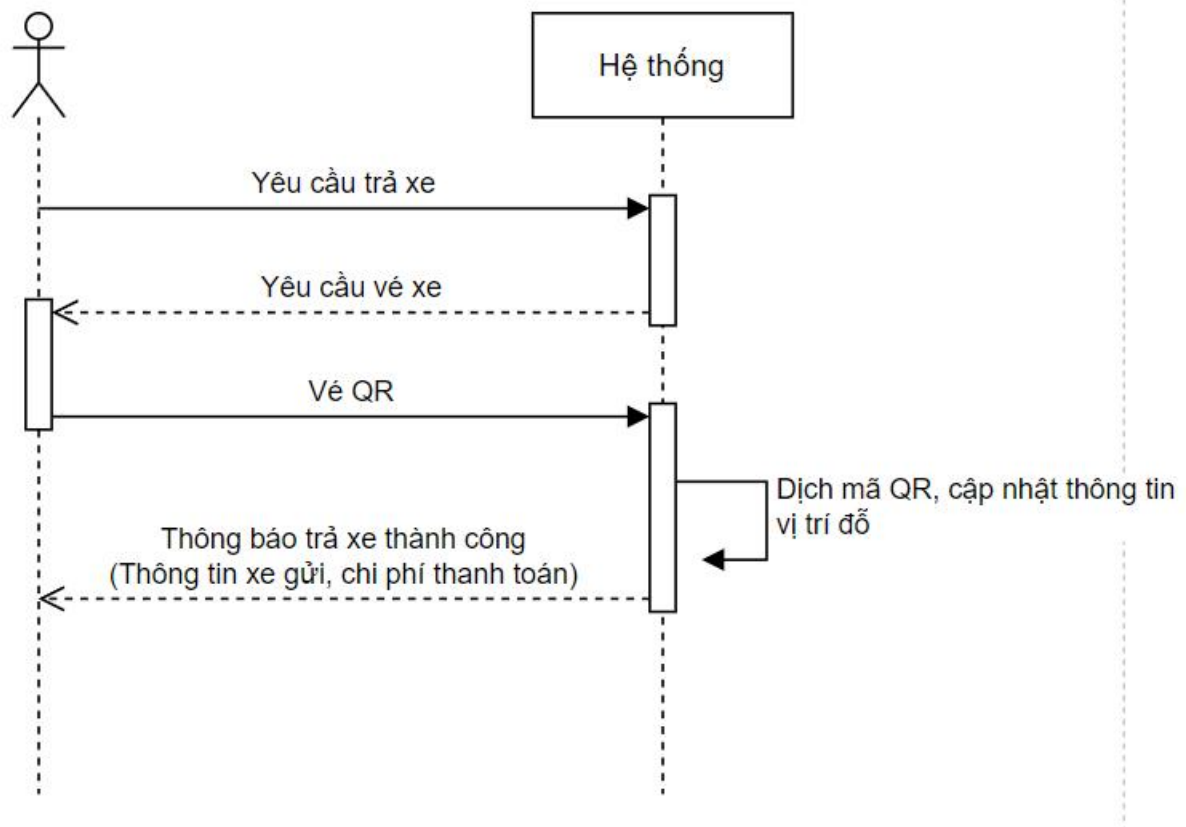 Hệ thống
Yêu cầu trả xe
Yêu cầu vé xe
Vé QR
Dịch mã QR, cập nhật thông tin
vị trí đỗ
Thông báo trả xe thành công
(Thông tin xe gửi, chi phí thanh toán)